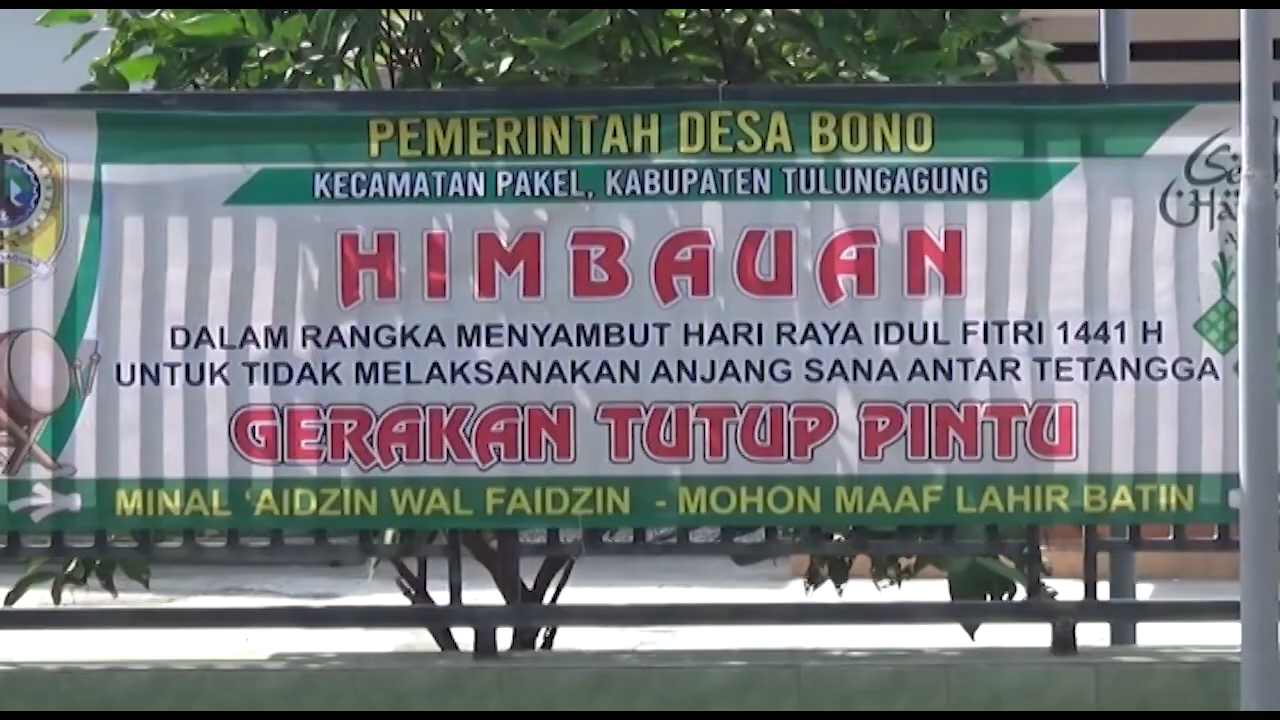 PEMERINTAH DESA BONO
KECAMATAN PAKEL, KABUPATEN TULUNGAGUNG
HIMBAUAN
DALAM RANGKA MENYAMBUT HARI RAYA IDUL FITRI 1441 H
UNTUK TIDAK MELAKSANAKAN ANJANG SANA ANTAR TETANGGA
GERAKAN TUTUP PINTU
MINAL ‘AIDZIN WAL FAIDZIN - MOHON MAAF LAHIR BATIN